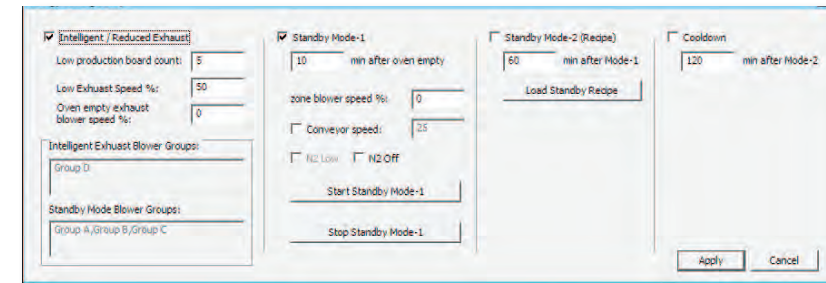 Intelligent / Reduced Exhaust
Low production board count: 5
Low Exhuast Speed %: 50
Oven empty exhaust
blower speed %: 0
Intelligent Exhuast Blower Groups:
Group D
Standby Mode Blower Groups:
Group A,Group B,Group C
Standby Mode-1
10 min after oven empty
zone blower speed %: 0
Conveyor speed: 25
N2 Low N2 Off
Start Standby Mode-1
Stop Standby Mode-1
Standby Mode-2 (Recipe)
60 min after Mode-1
Load Standby Recipe
Cooldown
120 min after Mode-2
Apply Cancel